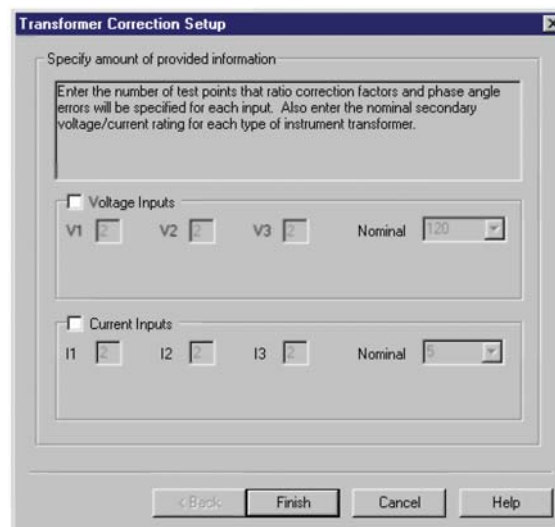 Transformer Correction Setup
Specify amount of provided information
Enter the number of test points that ratio correction factors and phase angle
errors will be specified for each input. Also enter the nominal secondary
voltage/current rating for each type of instrument transformer.
Voltage Inputs
V1 2 V2 2 V3 2 Nominal 120
Current Inputs
I1 2 I2 2 I3 2 Nominal 5
< Back Finish Cancel Help